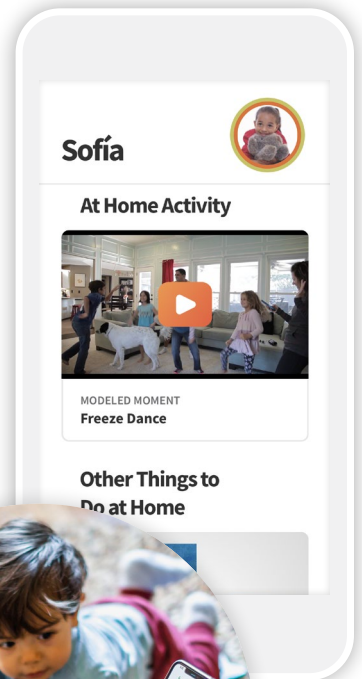 Sofía
At Home Activity
MODELED MOMENT
Freeze Dance
Other Things to
Do at Home